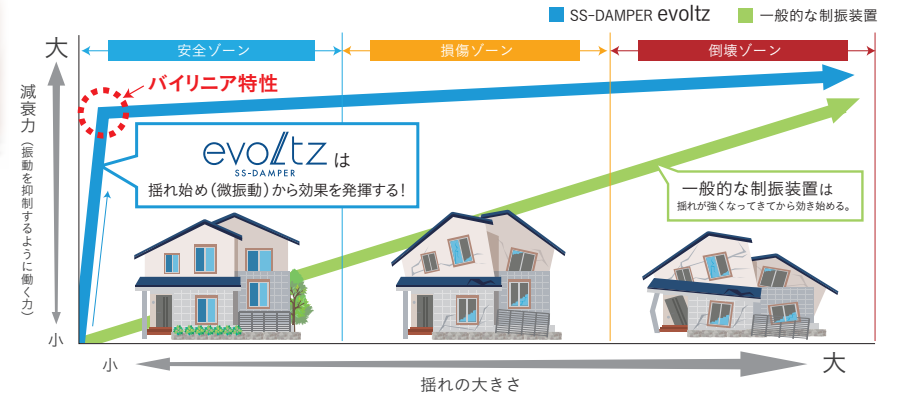 SS-DAMPER evoltz
一般的な制振装置
大
安全ゾーン
損傷ゾーン
倒壊ゾーン
バイリニア特性
減衰力（振動を抑制するように働く力）
evoltz は
SS-DAMPER
揺れ始め（微振動）から効果を発揮する！
一般的な制振装置は
揺れが強くなってきてから効き始める。
小
小
大
揺れの大きさ